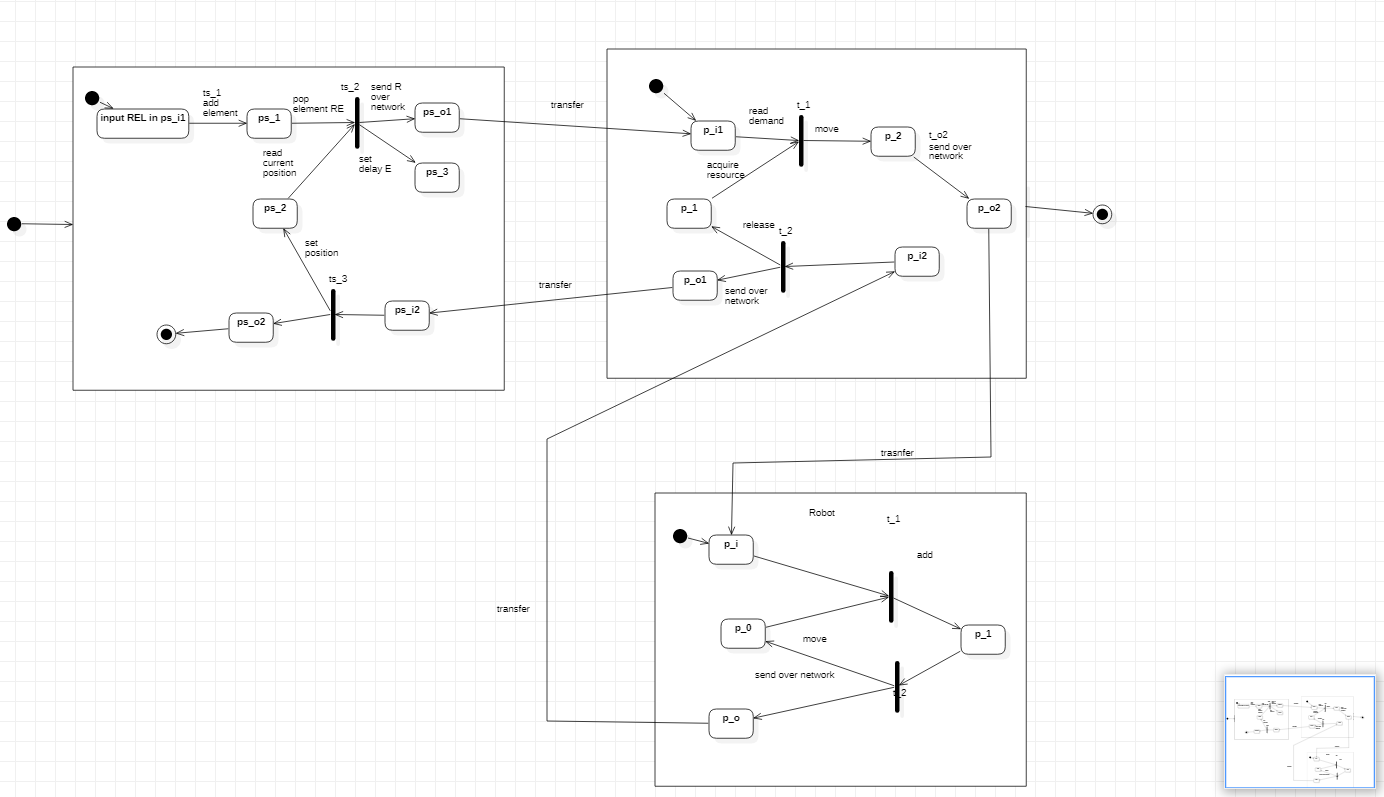 ts_1
add
element
input REL in ps_i1
ps_1
pop
element RE
ts_2
send R
over
network
ps_o1
set
delay E
ps_3
read
current
position
ps_2
set
position
ts_3
ps_i2
ps_o2
transfer
transfer
p_i1
read
demand
t_1
move
p_2
t_o2
send over
network
acquire
resource
p_1
release
t_2
p_o2
p_i2
p_o1
send over
network
trasnfer
transfer
Robot
t_1
p_i
add
p_0
move
p_1
send over network
t_2
p_o